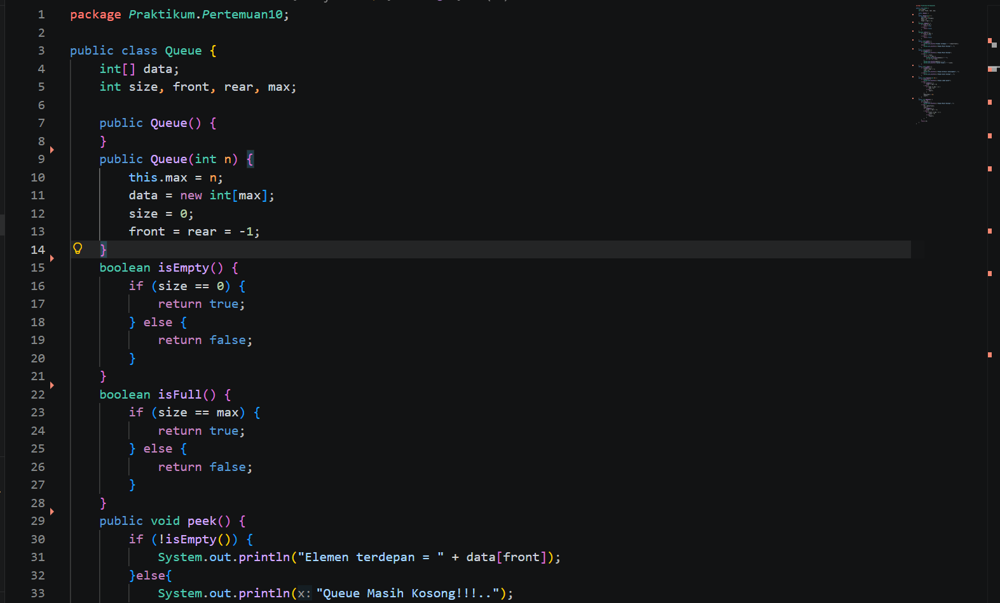 1 package Praktikum.Pertemuan10;
2
3 public class Queue {
4     int[] data;
5     int size, front, rear, max;
6
7     public Queue() {
8     }
9     public Queue(int n) {
10         this.max = n;
11         data = new int[max];
12         size = 0;
13         front = rear = -1;
14     }
15     boolean isEmpty() {
16         if (size == 0) {
17             return true;
18         } else {
19             return false;
20         }
21     }
22     boolean isFull() {
23         if (size == max) {
24             return true;
25         } else {
26             return false;
27         }
28     }
29     public void peek() {
30         if (!isEmpty()) {
31             System.out.println("Elemen terdepan = " + data[front]);
32         }else{
33             System.out.println(x: "Queue Masih Kosong!!!..");